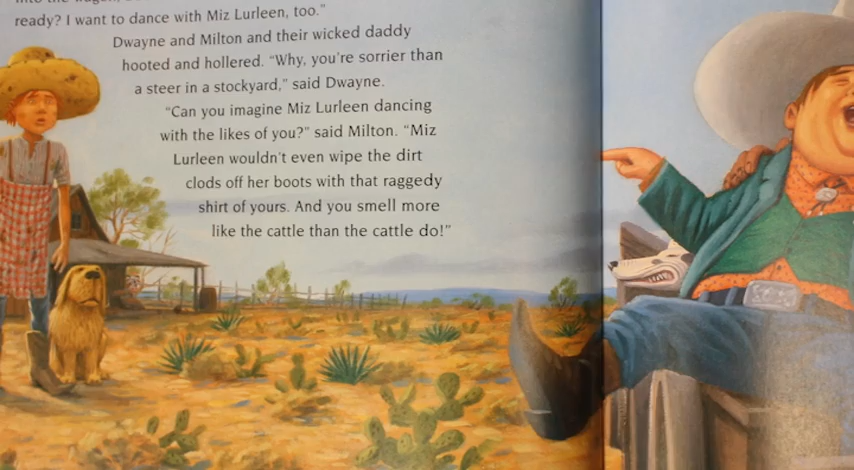 ready? I want to dance with Miz Lurleen, too."
Dwayne and Milton and their wicked daddy
hooted and hollered. "Why, you're sorrier than
a steer in a stockyard," said Dwayne.
"Can you imagine Miz Lurleen dancing
with the likes of you?" said Milton. "Miz
Lurleen wouldn't even wipe the dirt
clods off her boots with that raggedy
shirt of yours. And you smell more
like the cattle than the cattle do!"